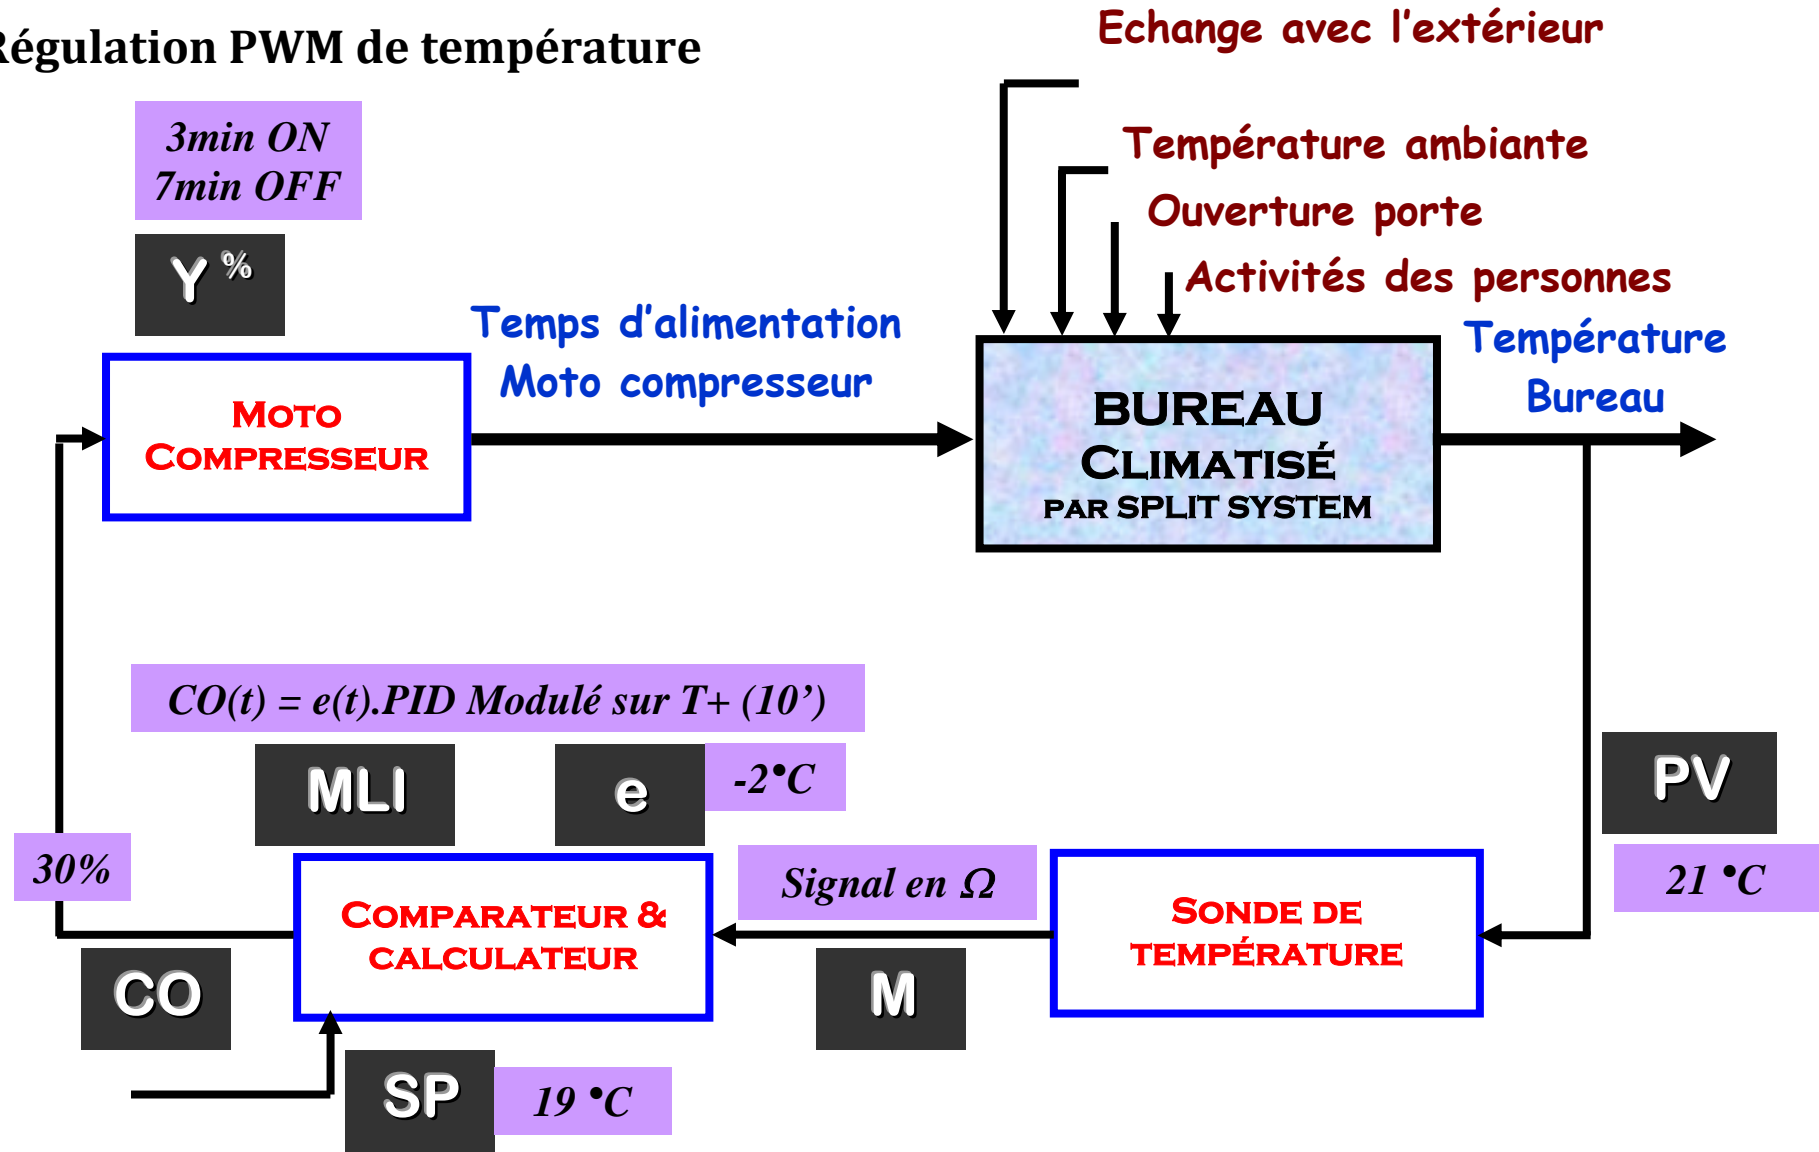 Régulation PWM de température
Echange avec l'extérieur
3min ON
7min OFF
Température ambiante
Ouverture porte
Activités des personnes
Y %
Temps d'alimentation
Moto compresseur
Température
Bureau
MOTO
COMPRESSEUR
BUREAU
CLIMATISÉ
PAR SPLIT SYSTEM
CO(t) = e(t).PID Modulé sur T+ (10’)
MLI
e
-2°C
PV
21 °C
30%
Signal en Ω
COMPARATEUR &
CALCULATEUR
SONDE DE
TEMPÉRATURE
CO
M
SP
19 °C